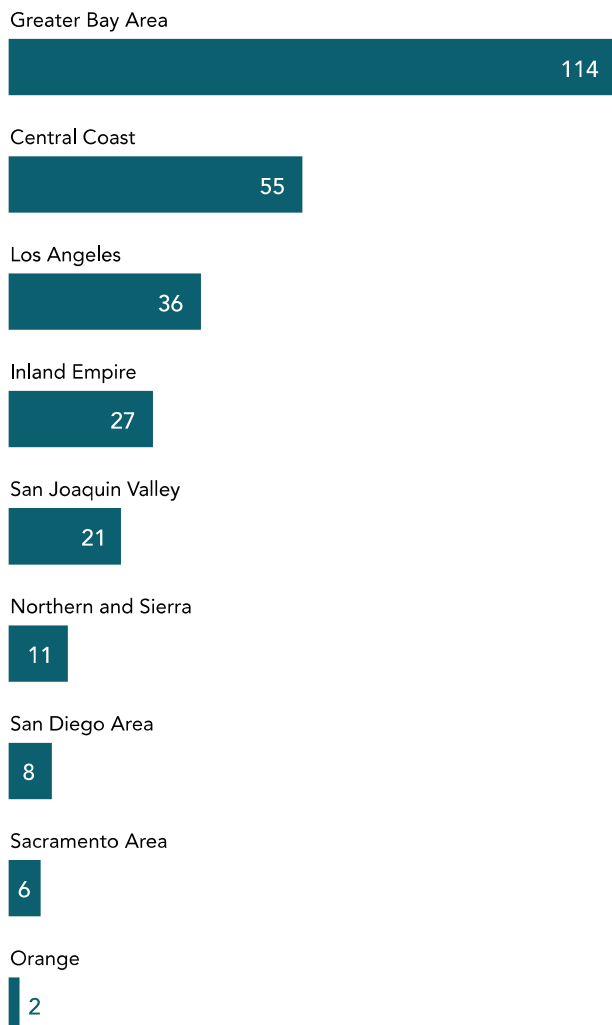 Greater Bay Area
114
Central Coast
55
Los Angeles
36
Inland Empire
27
San Joaquin Valley
21
Northern and Sierra
11
San Diego Area
8
Sacramento Area
6
Orange
2